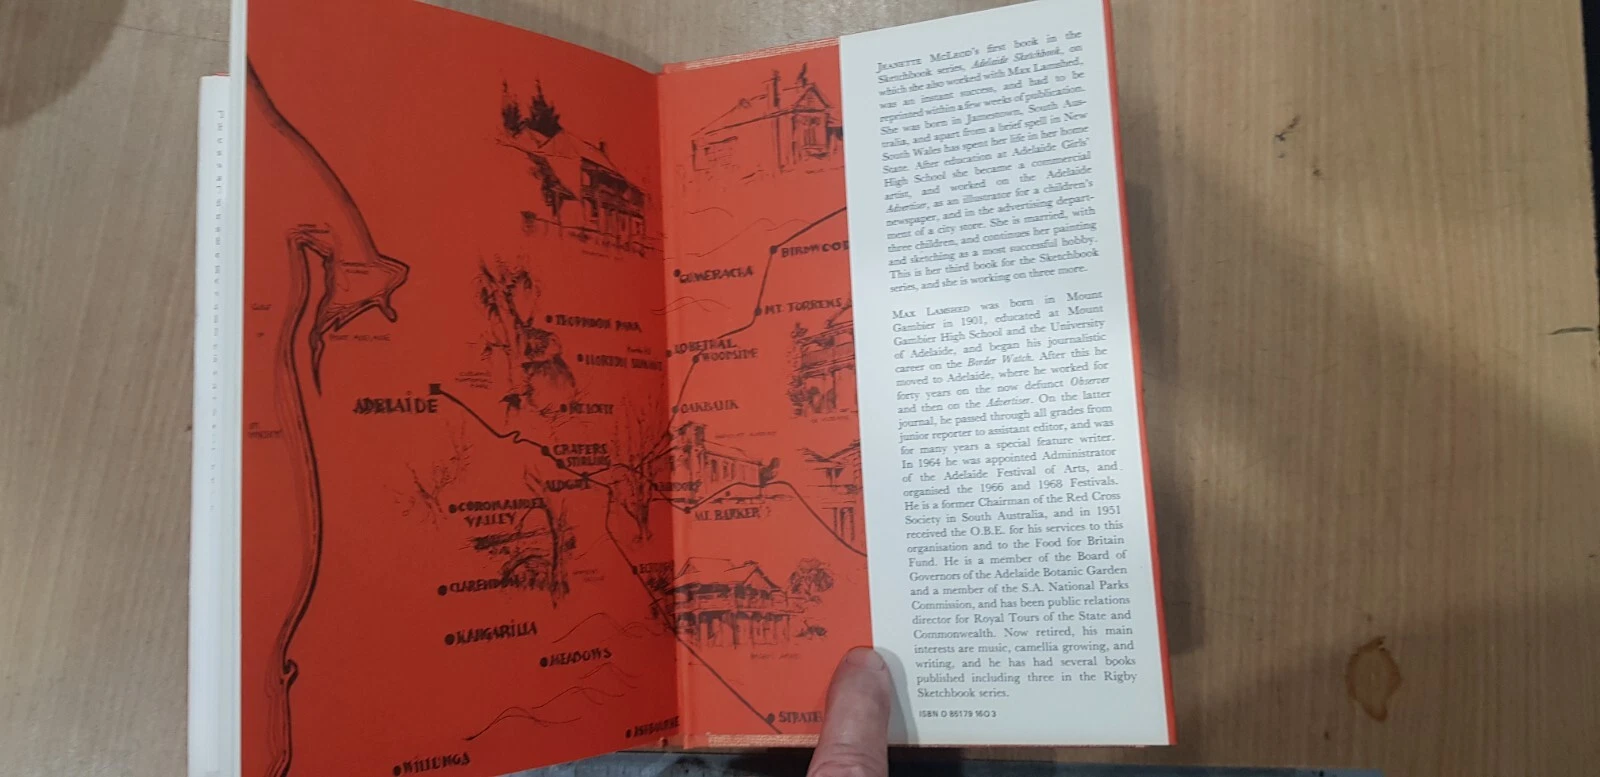 ADELAIDE
PORT ADELAIDE
THORNDON PARK
NORTON SUMMIT
MT. LOFTY
CRAFERS
STIRLING
ALDGATE
COROMANDEL
VALLEY
CLARENDON
KANGARILLA
MEADOWS
WILLUNGA
GUMERACHA
BIRDWOOD
MT. TORRENS
LOBETHAL
WOODSIDE
OAKBANK
MT. BARKER
STRATH
JEANETTE MCLEOD's first book in the
Sketchbook series, Adelaide Sketchbook, on
which she also worked with Max Lamshed,
was an instant success, and had to be
reprinted within a few weeks of publication.
She was born in Jamestown, South Aus-
tralia, and apart from a brief spell in New
South Wales has spent her life in her home
State. After education at Adelaide Girls'
High School she became a commercial
artist, and worked on the Adelaide
Advertiser, as an illustrator for a children's
newspaper, and in the advertising depart-
ment of a city store. She is married, with
three children, and continues her painting
and sketching as a most successful hobby.
This is her third book for the Sketchbook
series, and she is working on three more.
MAX LAMSHED was born in Mount
Gambier in 1901, educated at Mount
Gambier High School and the University
of Adelaide, and began his journalistic
career on the Border Watch. After this he
moved to Adelaide, where he worked for
forty years on the now defunct Observer
and then on the Advertiser. On the latter
journal, he passed through all grades from
junior reporter to assistant editor, and was
for many years a special feature writer.
In 1964 he was appointed Administrator
of the Adelaide Festival of Arts, and
organised the 1966 and 1968 Festivals.
He is a former Chairman of the Red Cross
Society in South Australia, and in 1951
received the O.B.E. for his services to this
organisation and to the Food for Britain
Fund. He is a member of the Board of
Governors of the Adelaide Botanic Garden
and a member of the S.A. National Parks
Commission, and has been public relations
director for Royal Tours of the State and
Commonwealth. Now retired, his main
interests are music, camellia growing, and
writing, and he has had several books
published including three in the Rigby
Sketchbook series.
ISBN 0 85179 160 3